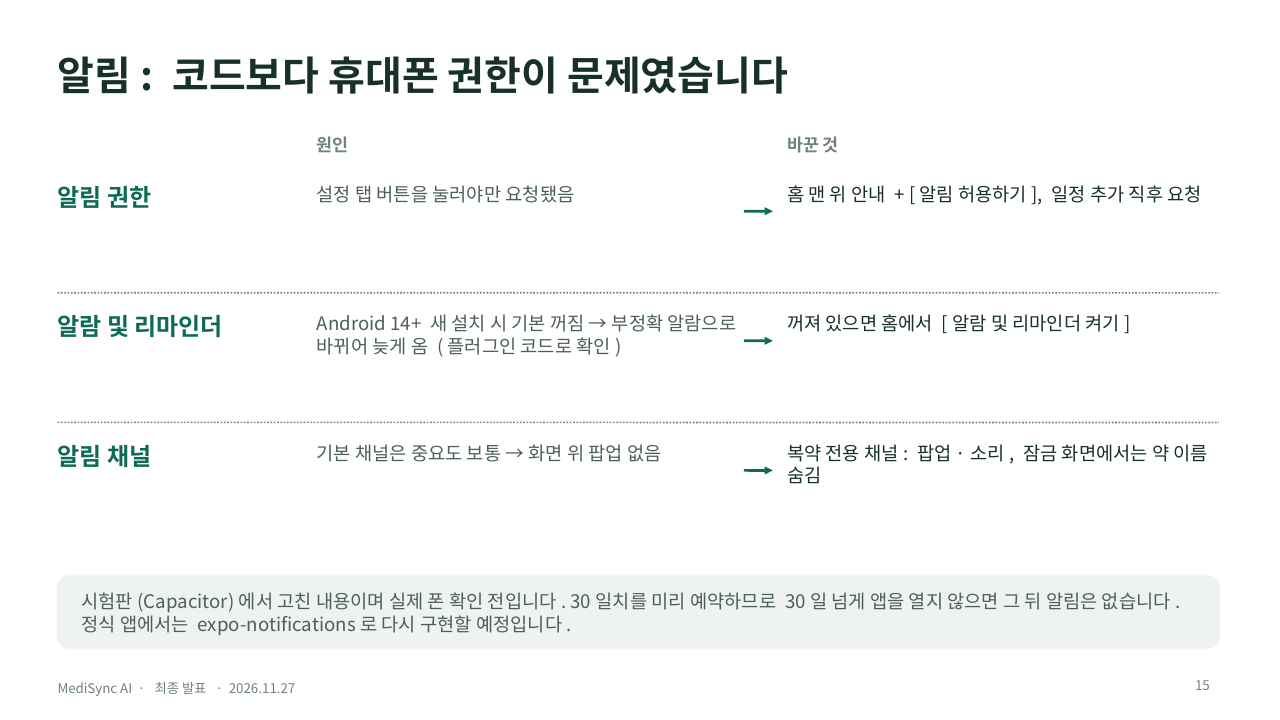 알림 : 코드보다 휴대폰 권한이 문제였습니다
원인
바꾼 것
알림 권한
설정 탭 버튼을 눌러야만 요청됐음
→
홈 맨 위 안내 + [ 알림 허용하기 ], 일정 추가 직후 요청
알람 및 리마인더
Android 14+ 새 설치 시 기본 꺼짐 → 부정확 알람으로
바뀌어 늦게 옴 ( 플러그인 코드로 확인 )
→
꺼져 있으면 홈에서 [ 알람 및 리마인더 켜기 ]
알림 채널
기본 채널은 중요도 보통 → 화면 위 팝업 없음
→
복약 전용 채널 : 팝업 · 소리 , 잠금 화면에서는 약 이름
숨김
시험판 (Capacitor) 에서 고친 내용이며 실제 폰 확인 전입니다 . 30 일치를 미리 예약하므로 30 일 넘게 앱을 열지 않으면 그 뒤 알림은 없습니다 .
정식 앱에서는 expo-notifications 로 다시 구현할 예정입니다 .
MediSync AI · 최종 발표 · 2026.11.27
15